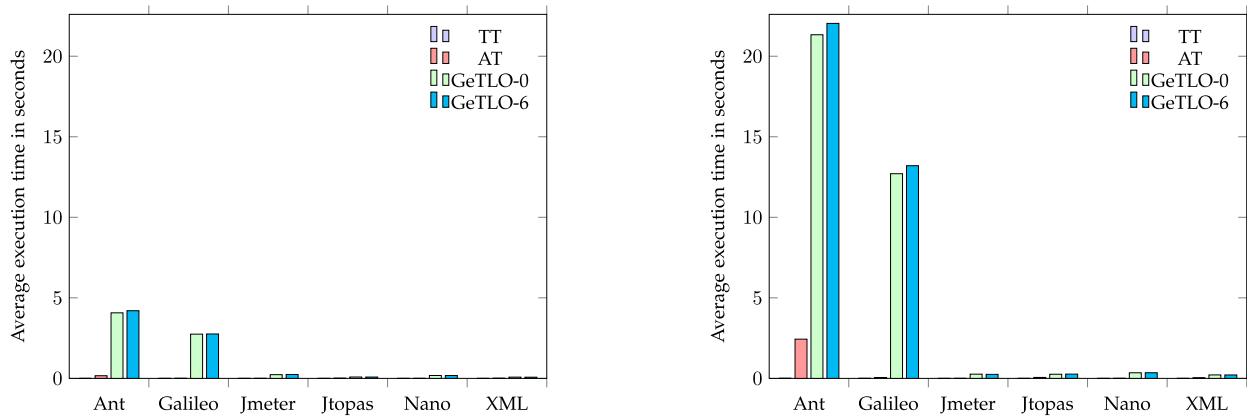 Average execution time in seconds
20
15
10
5
0
TT
AT
GeTLO-0
GeTLO-6
Ant Galileo Jmeter Jtopas Nano XML
Average execution time in seconds
20
15
10
5
0
TT
AT
GeTLO-0
GeTLO-6
Ant Galileo Jmeter Jtopas Nano XML